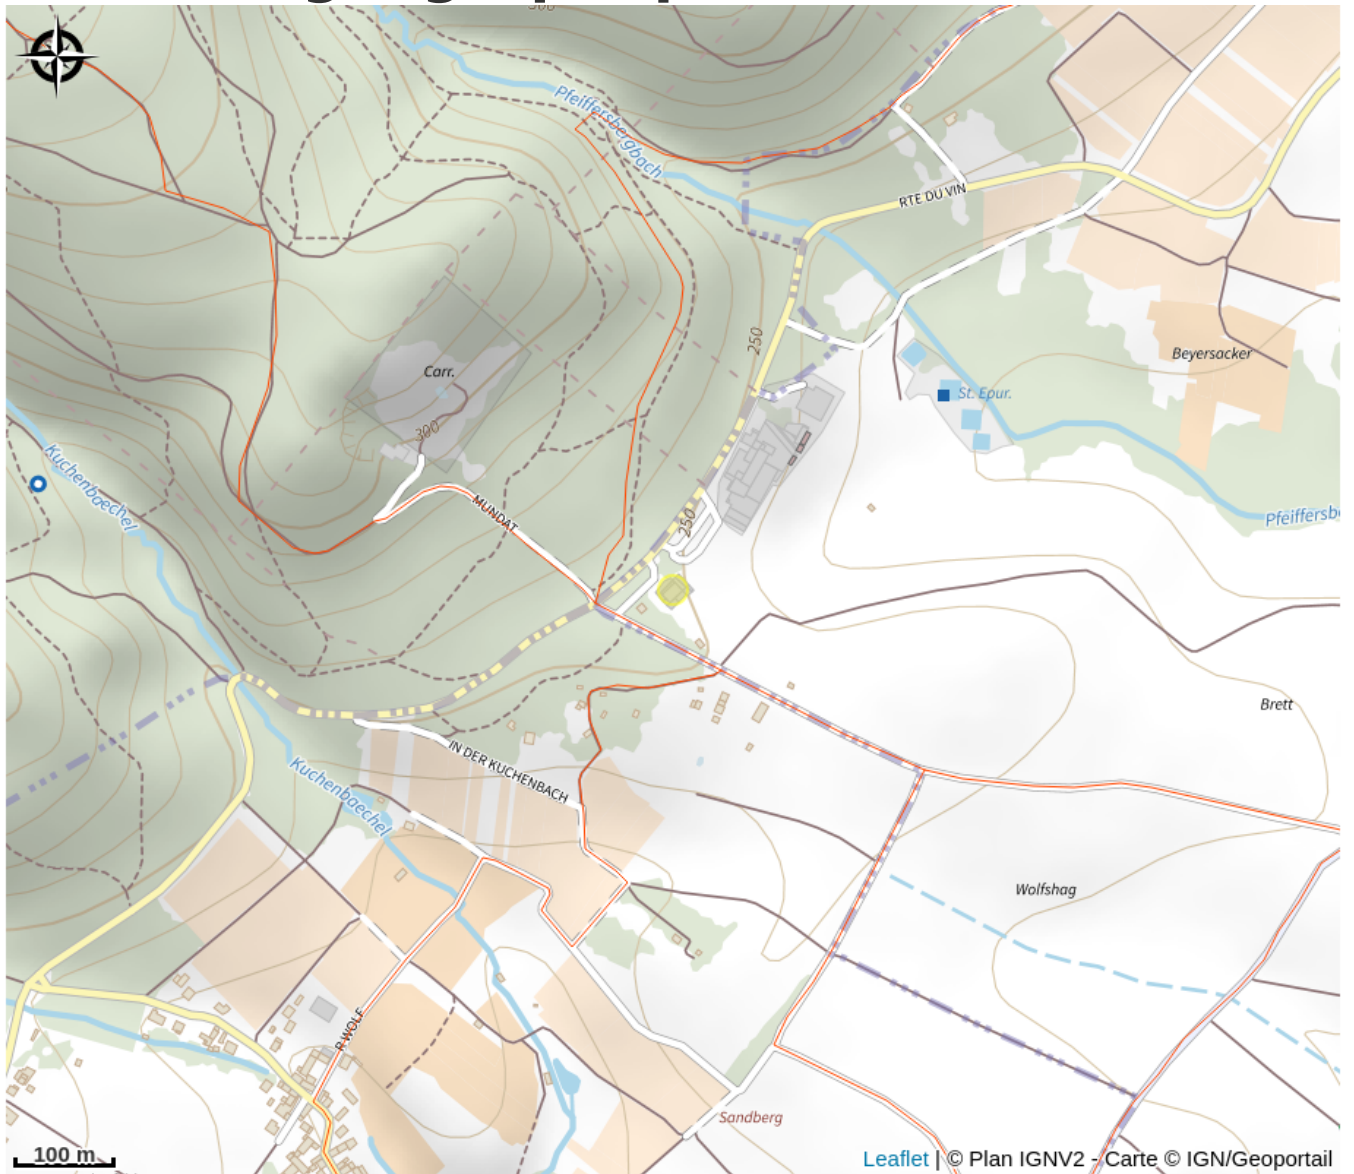 300
Pfeiffersbergbach
RTE DU VIN
250
Beyersacker
Carr.
St. Epur.
300
Kuchenbaechel
MUNDAT
250
Pfeiffersb
Brett
IN DER KUCHENBACH
Kuchenbaechel
Wolfshag
R WOLF
Sandberg
100 m
Leaflet | © Plan IGNV2 - Carte © IGN/Geoportail